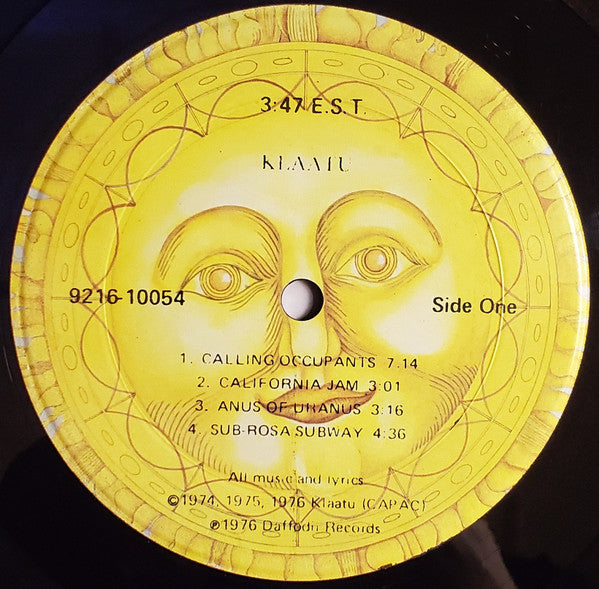 3:47 E.S.T.
KLAATU
9216-10054
Side One
1. CALLING OCCUPANTS 7.14
2. CALIFORNIA JAM 3:01
3. ANUS OF URANUS 3:16
4. SUB-ROSA SUBWAY 4:36
All music and lyrics
©1974, 1975, 1976 Klaatu (CAPAC)
℗1976 Daffodil Records